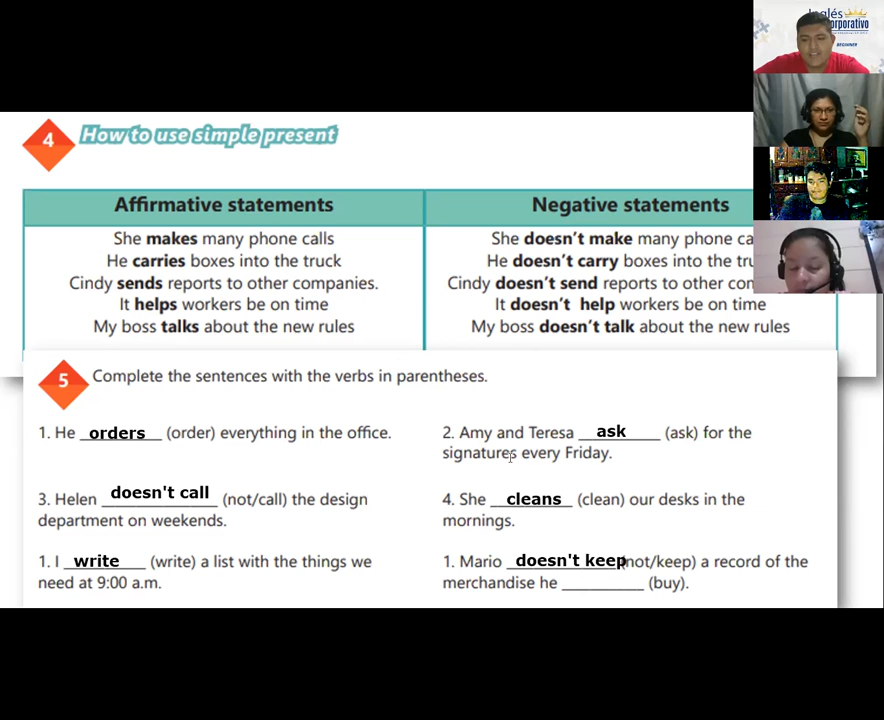 Inglés
orporativo
BEGINNER
4 How to use simple present
Affirmative statements
She makes many phone calls
He carries boxes into the truck
Cindy sends reports to other companies.
It helps workers be on time
My boss talks about the new rules
Negative statements
She doesn't make many phone ca
He doesn't carry boxes into the tru
Cindy doesn't send reports to other con
It doesn't help workers be on time
My boss doesn't talk about the new rules
5 Complete the sentences with the verbs in parentheses.
1. He orders (order) everything in the office.
2. Amy and Teresa ask (ask) for the
signatures every Friday.
3. Helen doesn't call (not/call) the design
department on weekends.
4. She cleans (clean) our desks in the
mornings.
1. I write (write) a list with the things we
need at 9:00 a.m.
1. Mario doesn't keep (not/keep) a record of the
merchandise he ________ (buy).